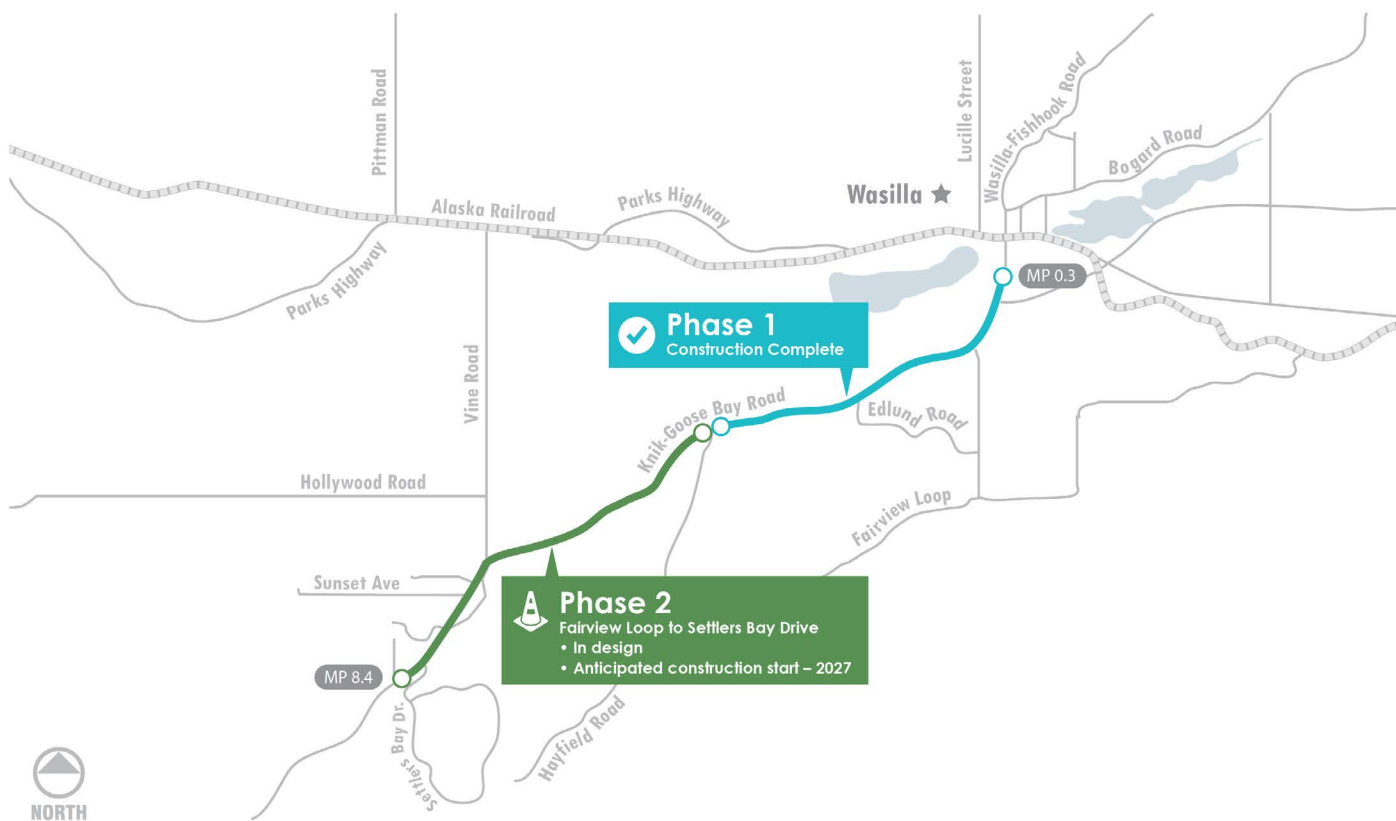 Pittman Road
Lucille Street
Wasilla-Fishhook Road
Bogard Road
Wasilla
Alaska Railroad
Parks Highway
Parks Highway
MP 0.3
Phase 1
Construction Complete
Vine Road
Knik-Goose Bay Road
Edlund Road
Hollywood Road
Fairview Loop
Sunset Ave
Phase 2
Fairview Loop to Settlers Bay Drive
• In design
• Anticipated construction start – 2027
MP 8.4
Settlers Bay Dr.
Hayfield Road
NORTH